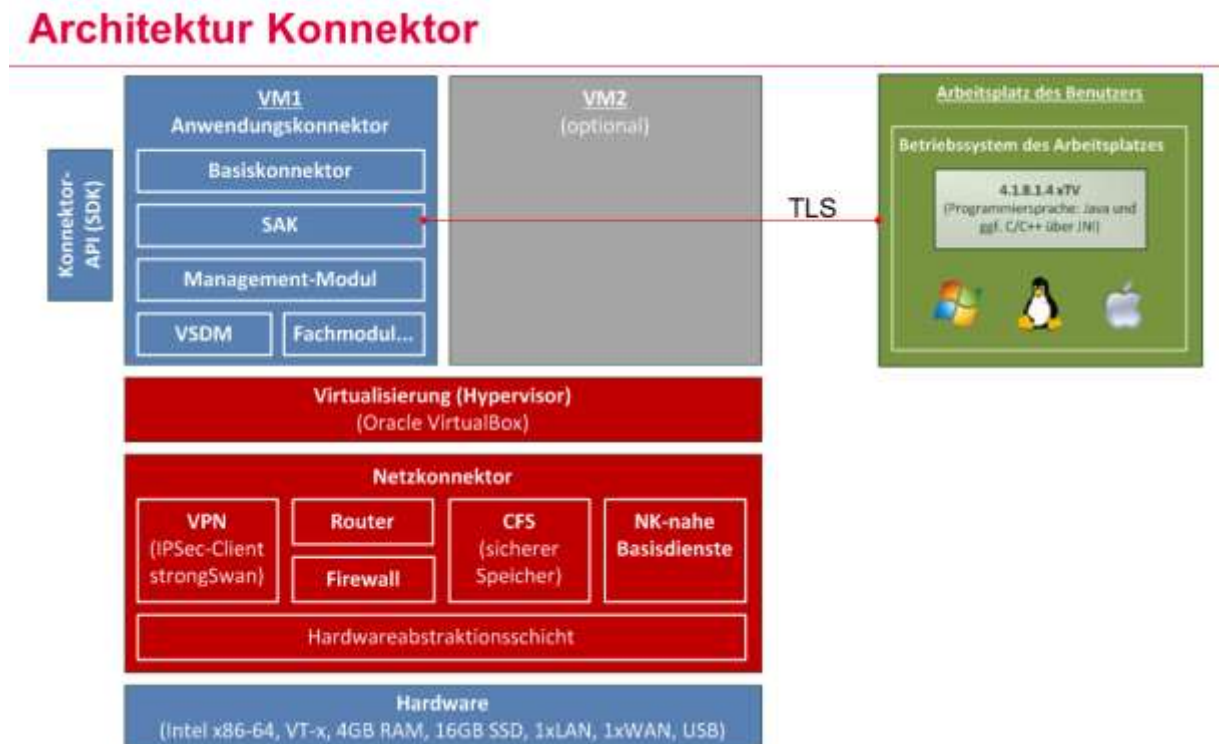 Architektur Konnektor
VM1
Anwendungskonnektor
Basiskonnektor
SAK
Management-Modul
VSDM
Fachmodul...
Konnektor-
API (SDK)
VM2
(optional)
TLS
Arbeitsplatz des Benutzers
Betriebssystem des Arbeitsplatzes
4.1.8.1.4 xTV
(Programmiersprache: Java und
ggf. C/C++ über JNI)
Virtualisierung (Hypervisor)
(Oracle VirtualBox)
Netzkonnektor
VPN
(IPSec-Client
strongSwan)
Router
Firewall
CFS
(sicherer
Speicher)
NK-nahe
Basisdienste
Hardwareabstraktionsschicht
Hardware
(Intel x86-64, VT-x, 4GB RAM, 16GB SSD, 1xLAN, 1xWAN, USB)